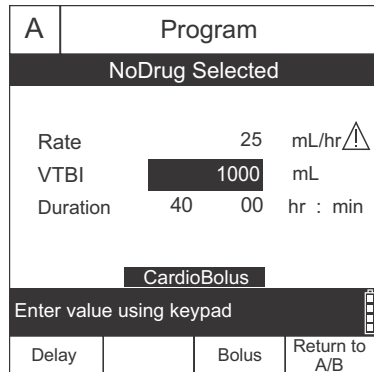 A Program
NoDrug Selected
Rate 25 mL/hr
VTBI 1000 mL
Duration 40 00 hr : min
CardioBolus
Enter value using keypad
Delay Bolus Return to
A/B